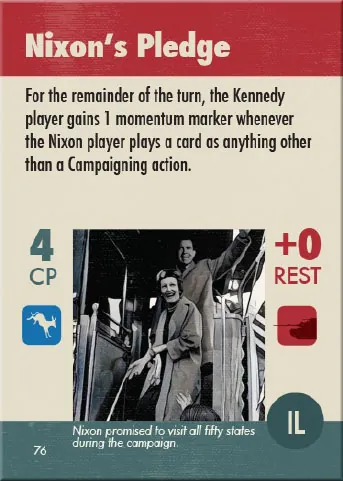 Nixon's Pledge
For the remainder of the turn, the Kennedy
player gains 1 momentum marker whenever
the Nixon player plays a card as anything other
than a Campaigning action.
4
CP
+0
REST
IL
Nixon promised to visit all fifty states
during the campaign.
76